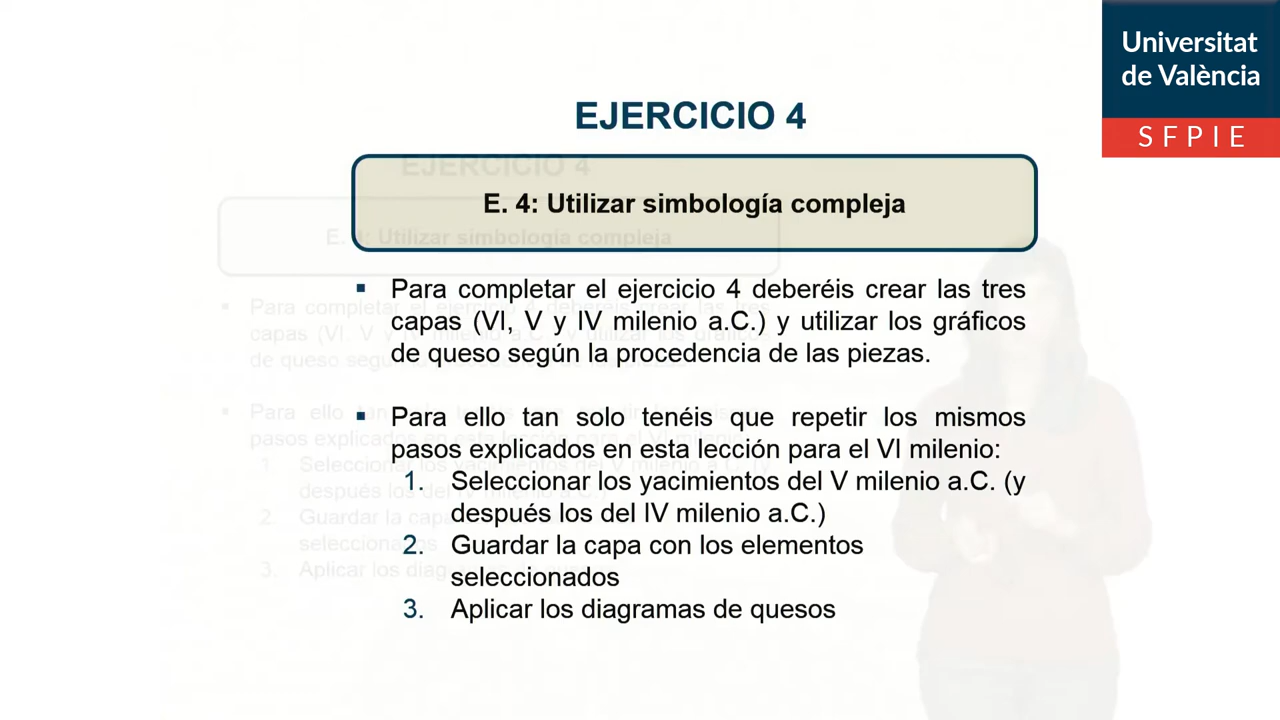 Universitat
de València
SFPIE
EJERCICIO 4
E. 4: Utilizar simbología compleja
▪ Para completar el ejercicio 4 deberéis crear las tres
capas (VI, V y IV milenio a.C.) y utilizar los gráficos
de queso según la procedencia de las piezas.
▪ Para ello tan solo tenéis que repetir los mismos
pasos explicados en esta lección para el VI milenio:
1. Seleccionar los yacimientos del V milenio a.C. (y
después los del IV milenio a.C.)
2. Guardar la capa con los elementos
seleccionados
3. Aplicar los diagramas de quesos